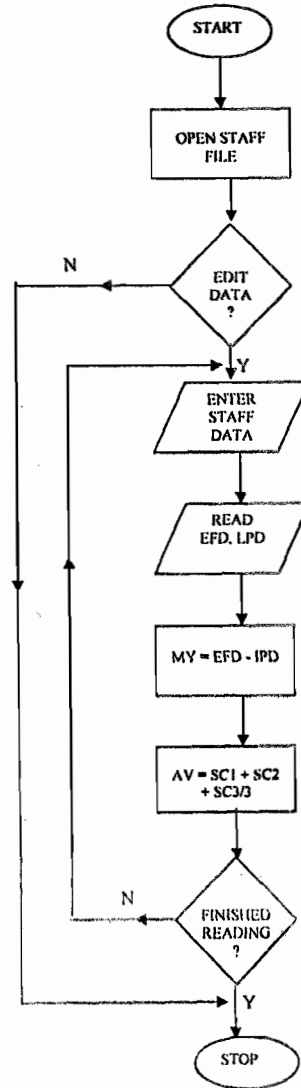 START
OPEN STAFF
FILE
N
EDIT
DATA
?
Y
ENTER
STAFF
DATA
READ
EFD, LPD
MY = EFD - IPD
AV = SC1 + SC2
+ SC3/3
N
FINISHED
READING
?
Y
STOP